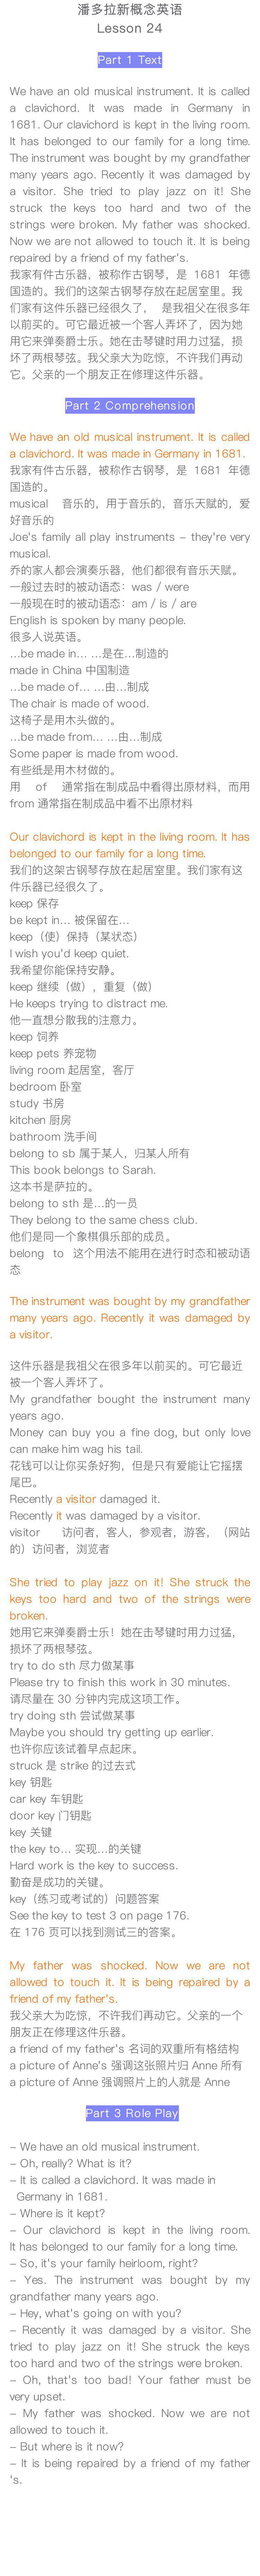 潘多拉新概念英语
Lesson 24
Part 1 Text
We have an old musical instrument. It is called
a clavichord. It was made in Germany in
1681. Our clavichord is kept in the living room.
It has belonged to our family for a long time.
The instrument was bought by my grandfather
many years ago. Recently it was damaged by
a visitor. She tried to play jazz on it! She
struck the keys too hard and two of the
strings were broken. My father was shocked.
Now we are not allowed to touch it. It is being
repaired by a friend of my father's.
我家有件古乐器，被称作古钢琴，是 1681 年德
国造的。我们的这架古钢琴存放在起居室里。我
们家有这件乐器已经很久了， 是我祖父在很多年
以前买的。可它最近被一个客人弄坏了，因为她
用它来弹奏爵士乐。她在击琴键时用力过猛，损
坏了两根琴弦。我父亲大为吃惊，不许我们再动
它。父亲的一个朋友正在修理这件乐器。
Part 2 Comprehension
We have an old musical instrument. It is called
a clavichord. It was made in Germany in 1681.
我家有件古乐器，被称作古钢琴，是 1681 年德
国造的。
musical 音乐的，用于音乐的，音乐天赋的，爱
好音乐的
Joe's family all play instruments – they're very
musical.
乔的家人都会演奏乐器，他们都很有音乐天赋。
一般过去时的被动语态：was / were
一般现在时的被动语态：am / is / are
English is spoken by many people.
很多人说英语。
…be made in… …是在…制造的
made in China 中国制造
…be made of… …由…制成
The chair is made of wood.
这椅子是用木头做的。
…be made from… …由…制成
Some paper is made from wood.
有些纸是用木材做的。
用 of 通常指在制成品中看得出原材料，而用
from 通常指在制成品中看不出原材料
Our clavichord is kept in the living room. It has
belonged to our family for a long time.
我们的这架古钢琴存放在起居室里。我们家有这
件乐器已经很久了。
keep 保存
be kept in… 被保留在…
keep（使）保持（某状态）
I wish you'd keep quiet.
我希望你能保持安静。
keep 继续（做），重复（做）
He keeps trying to distract me.
他一直想分散我的注意力。
keep 饲养
keep pets 养宠物
living room 起居室，客厅
bedroom 卧室
study 书房
kitchen 厨房
bathroom 洗手间
belong to sb 属于某人，归某人所有
This book belongs to Sarah.
这本书是萨拉的。
belong to sth 是…的一员
They belong to the same chess club.
他们是同一个象棋俱乐部的成员。
belong to 这个用法不能用在进行时态和被动语
态
The instrument was bought by my grandfather
many years ago. Recently it was damaged by
a visitor.
这件乐器是我祖父在很多年以前买的。可它最近
被一个客人弄坏了。
My grandfather bought the instrument many
years ago.
Money can buy you a fine dog, but only love
can make him wag his tail.
花钱可以让你买条好狗，但是只有爱能让它摇摆
尾巴。
Recently a visitor damaged it.
Recently it was damaged by a visitor.
visitor 访问者，客人，参观者，游客，（网站
的）访问者，浏览者
She tried to play jazz on it! She struck the
keys too hard and two of the strings were
broken.
她用它来弹奏爵士乐！她在击琴键时用力过猛，
损坏了两根琴弦。
try to do sth 尽力做某事
Please try to finish this work in 30 minutes.
请尽量在 30 分钟内完成这项工作。
try doing sth 尝试做某事
Maybe you should try getting up earlier.
也许你应该试着早点起床。
struck 是 strike 的过去式
key 钥匙
car key 车钥匙
door key 门钥匙
key 关键
the key to… 实现…的关键
Hard work is the key to success.
勤奋是成功的关键。
key（练习或考试的）问题答案
See the key to test 3 on page 176.
在 176 页可以找到测试三的答案。
My father was shocked. Now we are not
allowed to touch it. It is being repaired by a
friend of my father's.
我父亲大为吃惊，不许我们再动它。父亲的一个
朋友正在修理这件乐器。
a friend of my father's 名词的双重所有格结构
a picture of Anne's 强调这张照片归 Anne 所有
a picture of Anne 强调照片上的人就是 Anne
Part 3 Role Play
– We have an old musical instrument.
– Oh, really? What is it?
– It is called a clavichord. It was made in
Germany in 1681.
– Where is it kept?
– Our clavichord is kept in the living room.
It has belonged to our family for a long time.
– So, it's your family heirloom, right?
– Yes. The instrument was bought by my
grandfather many years ago.
– Hey, what's going on with you?
– Recently it was damaged by a visitor. She
tried to play jazz on it! She struck the keys
too hard and two of the strings were broken.
– Oh, that's too bad! Your father must be
very upset.
– My father was shocked. Now we are not
allowed to touch it.
– But where is it now?
– It is being repaired by a friend of my father
's.